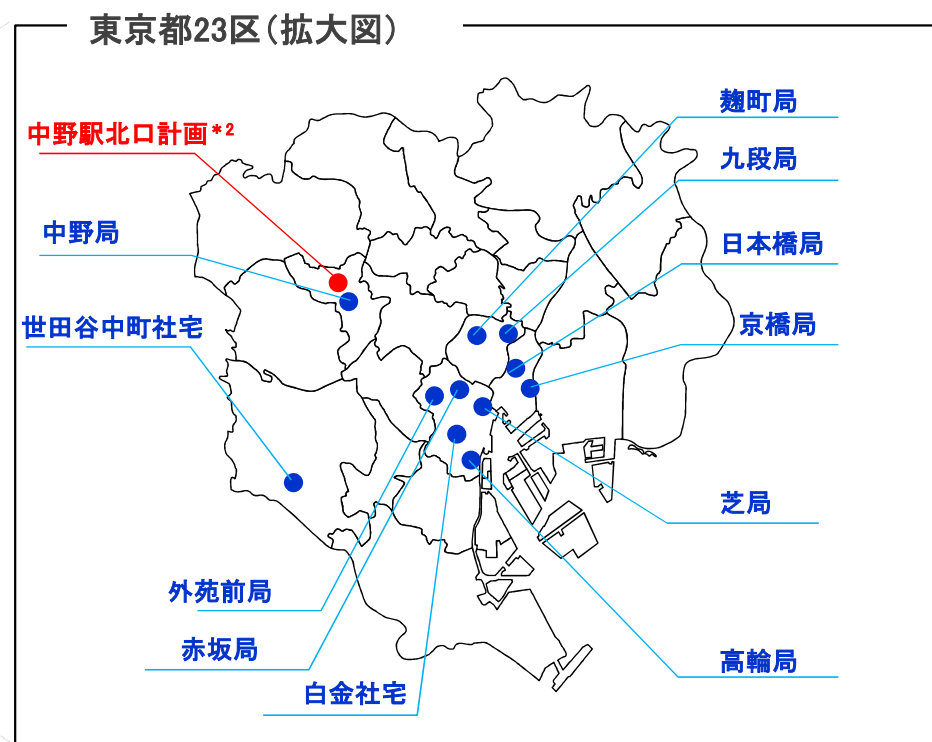 東京都23区（拡大図）
麹町局
中野駅北口計画*2
九段局
中野局
日本橋局
世田谷中町社宅
京橋局
芝局
外苑前局
赤坂局
高輪局
白金社宅